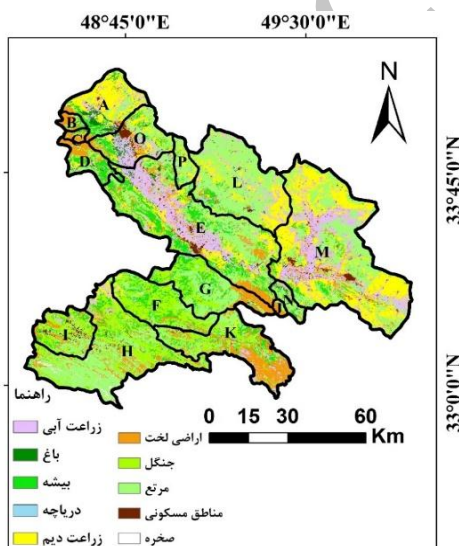 48°45'0"E 49°30'0"E
N
33°45'0"N
33°0'0"N
A
B
O
C
D
P
L
E
M
G
J
F
I
K
H
راهنما
0 15 30 60
Km
زراعت آبی
باغ
بیشه
دریاچه
زراعت دیم
اراضی لخت
جنگل
مرتع
مناطق مسکونی
صخره